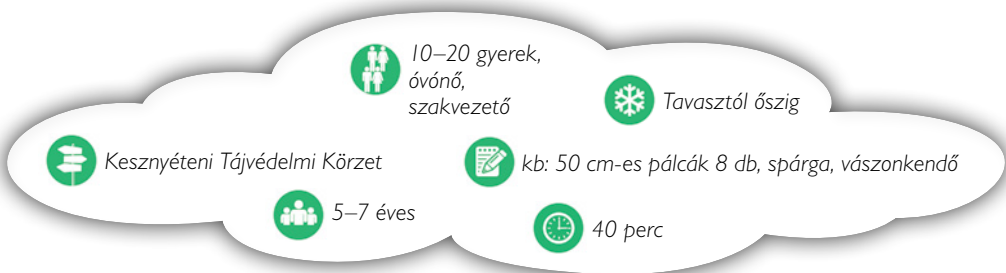 10–20 gyerek,
óvónő,
szakvezető
Tavasztól őszig
Kesznyéteni Tájvédelmi Körzet
kb: 50 cm-es pálcák 8 db, spárga, vászonkendő
5–7 éves
40 perc